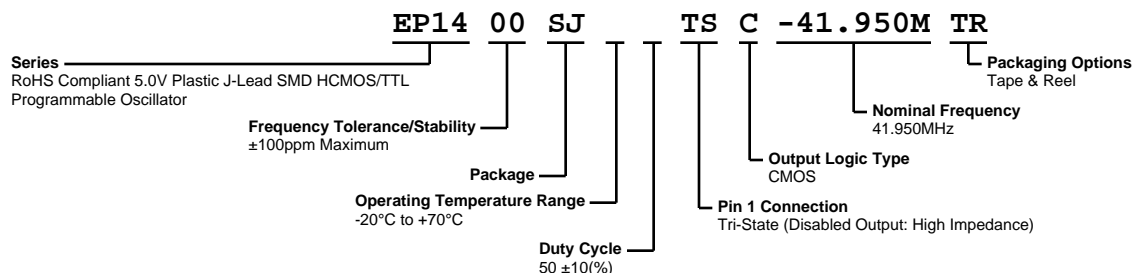 EP14 00 SJ TS C -41.950M TR
Series
RoHS Compliant 5.0V Plastic J-Lead SMD HCMOS/TTL
Programmable Oscillator
Packaging Options
Tape & Reel
Frequency Tolerance/Stability
±100ppm Maximum
Nominal Frequency
41.950MHz
Package
Output Logic Type
CMOS
Operating Temperature Range
-20°C to +70°C
Pin 1 Connection
Tri-State (Disabled Output: High Impedance)
Duty Cycle
50 ±10(%)